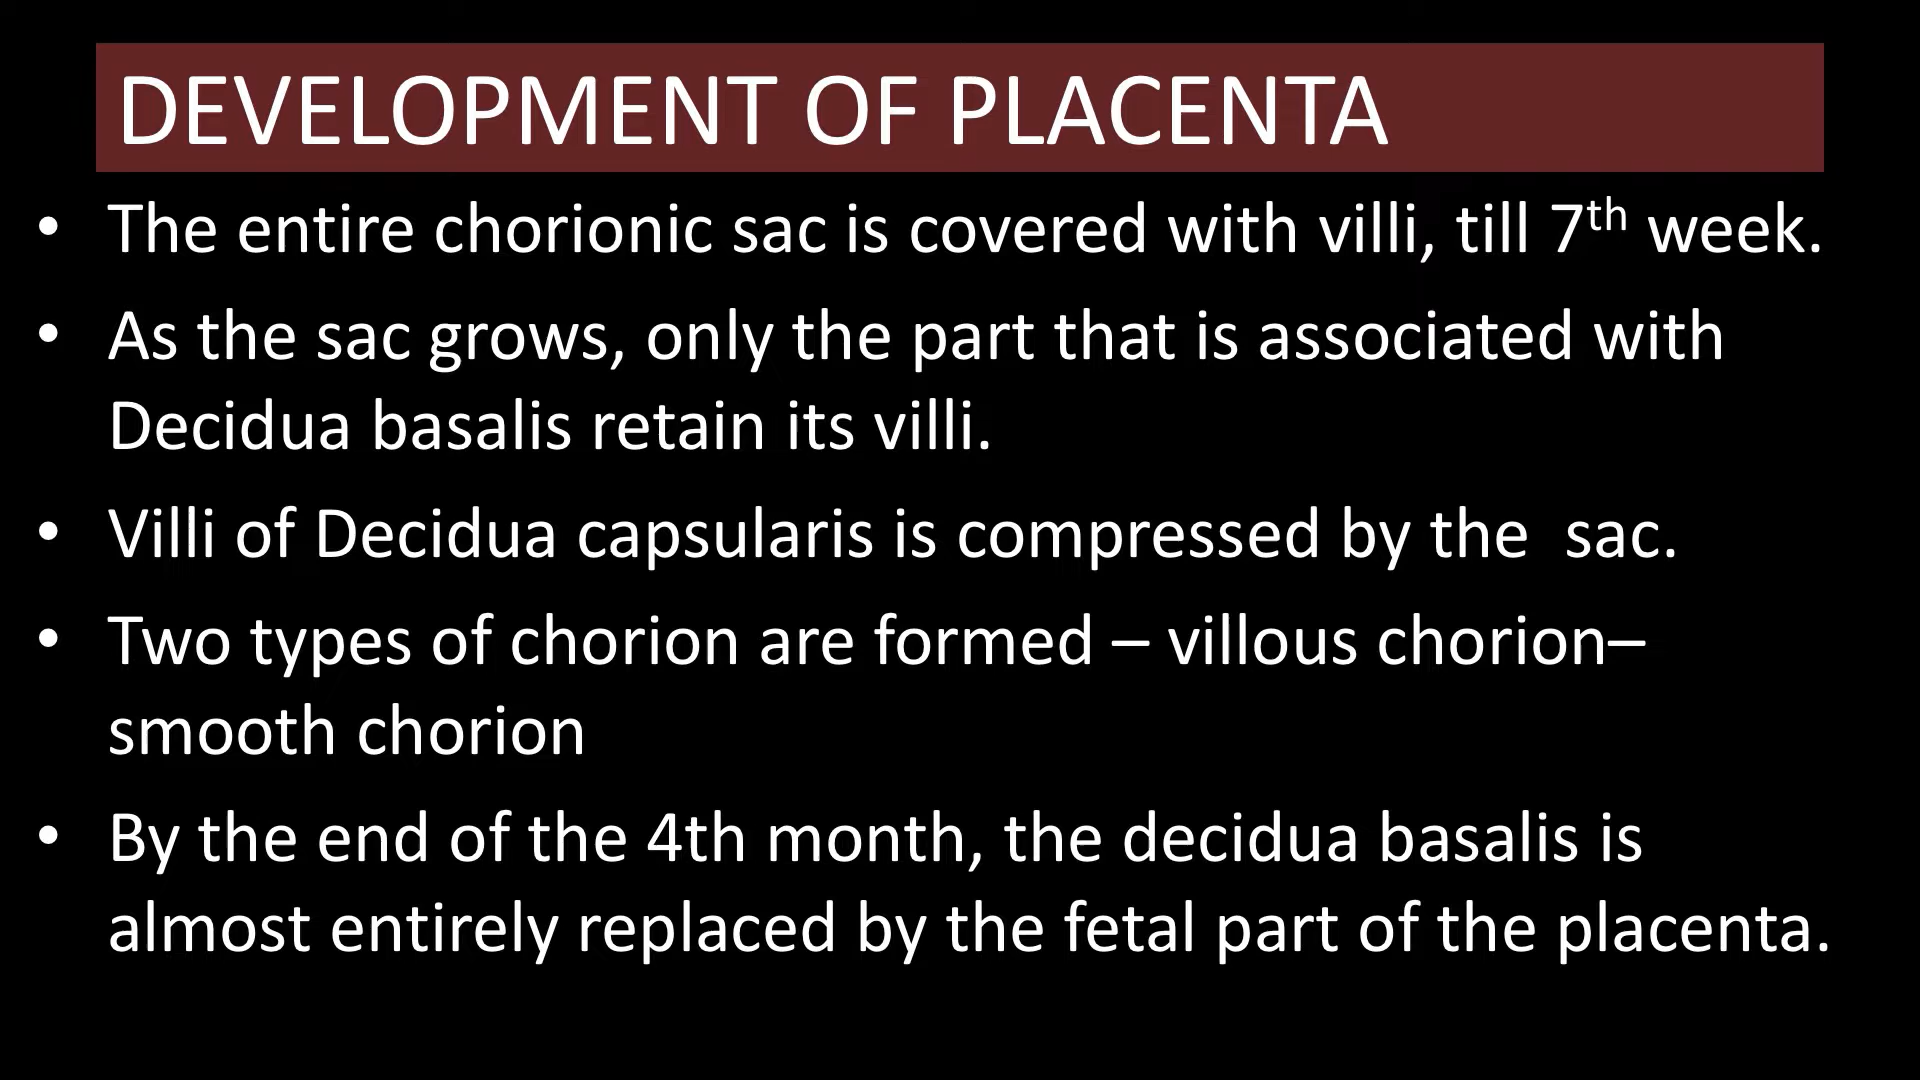 DEVELOPMENT OF PLACENTA
• The entire chorionic sac is covered with villi, till 7th week.
• As the sac grows, only the part that is associated with
Decidua basalis retain its villi.
• Villi of Decidua capsularis is compressed by the  sac.
• Two types of chorion are formed – villous chorion–
smooth chorion
• By the end of the 4th month, the decidua basalis is
almost entirely replaced by the fetal part of the placenta.